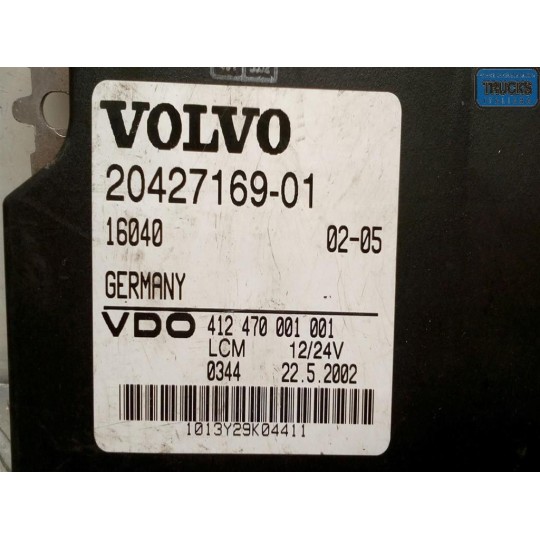 TRUCKS
VOLVO
20427169-01
16040 02-05
GERMANY
VDO 412 470 001 001
LCM 12/24V
0344 22.5.2002
1013Y29K04411